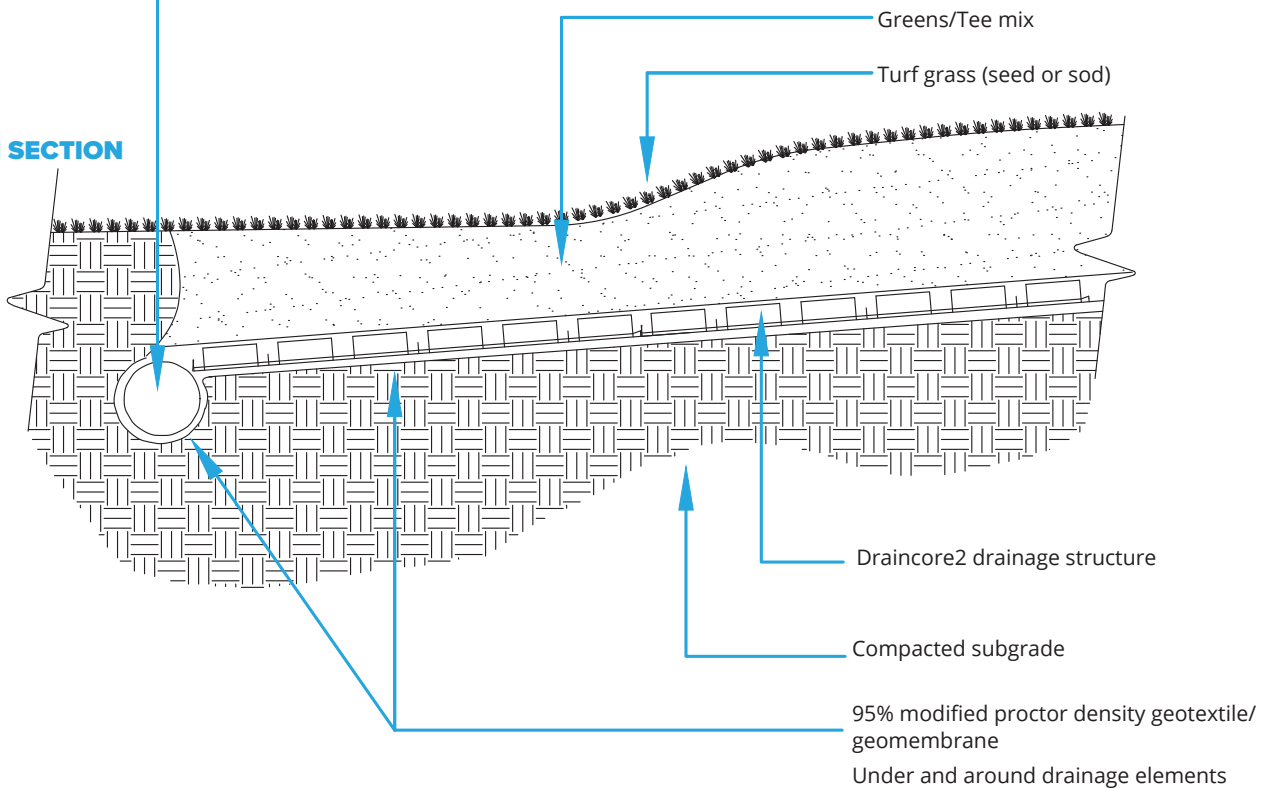 Greens/Tee mix
Turf grass (seed or sod)
SECTION
Draincore2 drainage structure
Compacted subgrade
95% modified proctor density geotextile/
geomembrane
Under and around drainage elements